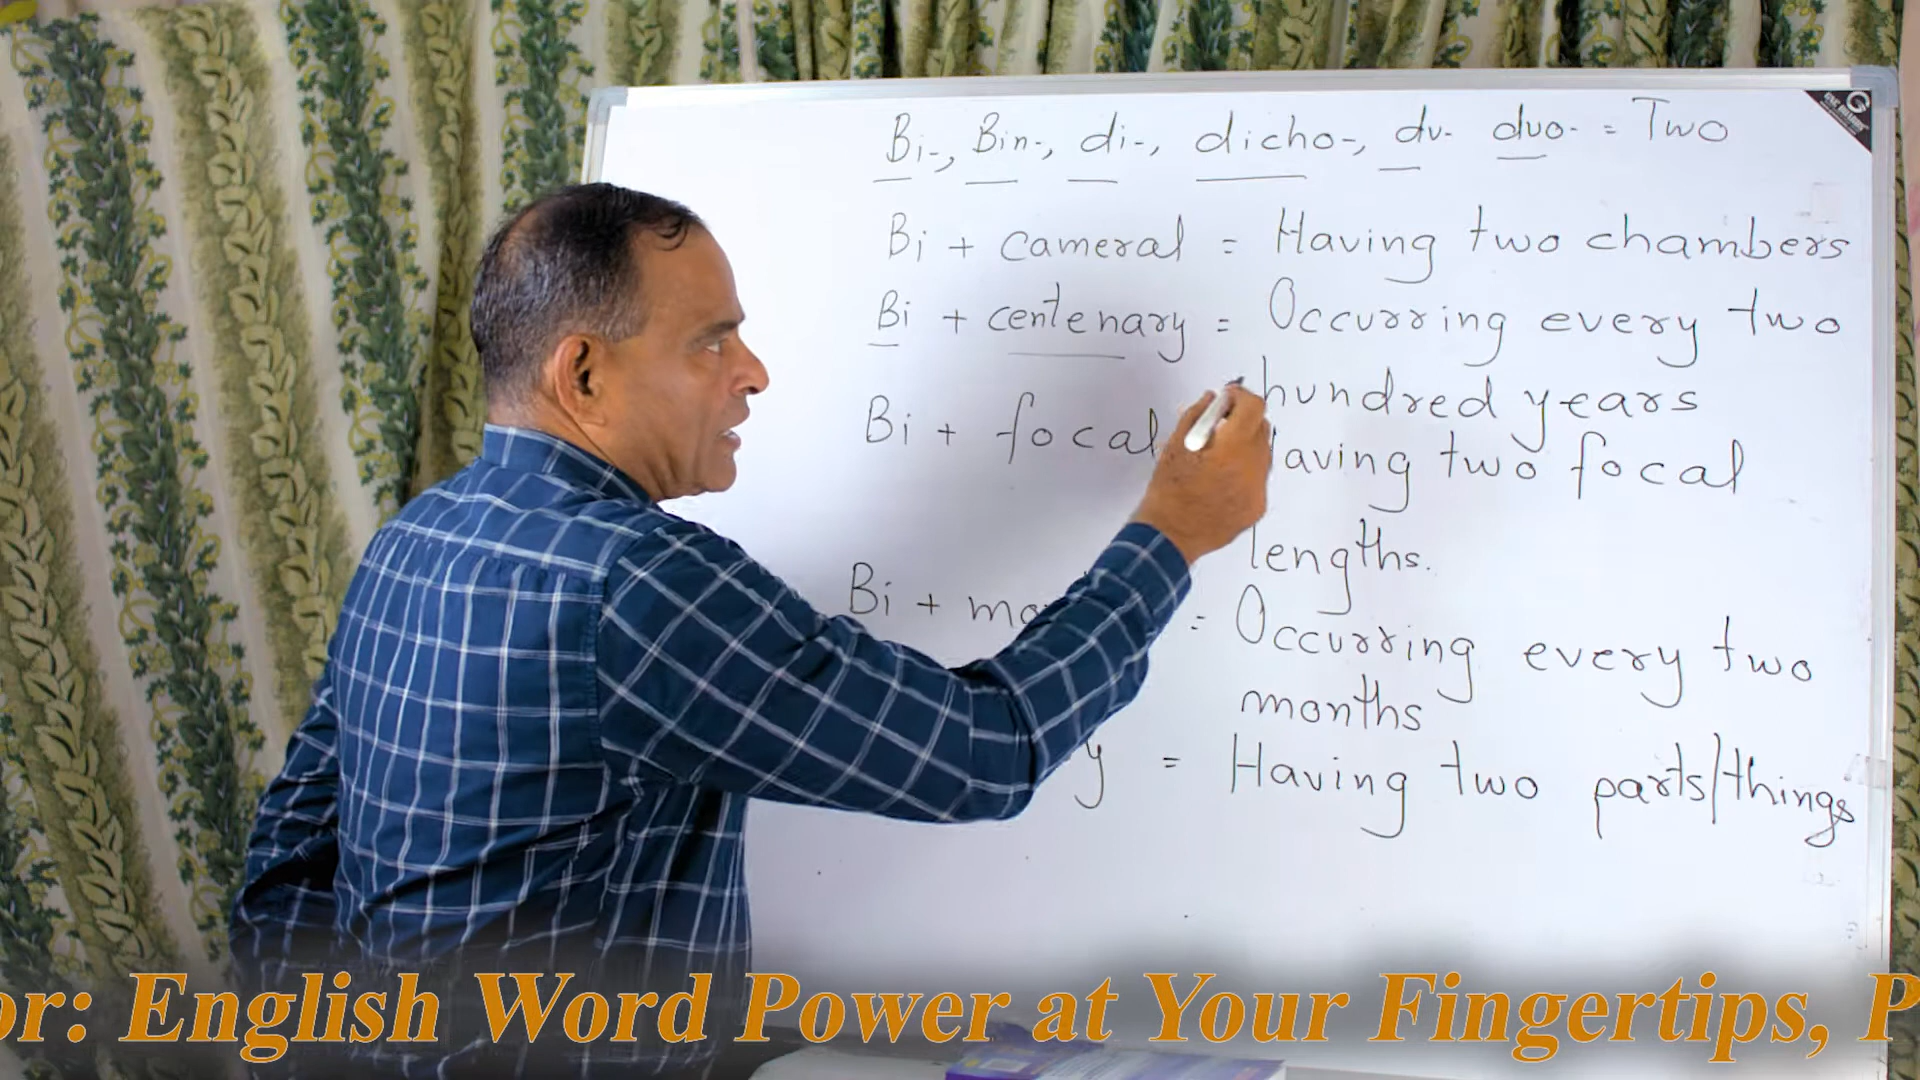 Bi-, Bin-, di-, dicho-, du- duo- = Two
Bi + cameral = Having two chambers
Bi + centenary = Occurring every two
hundred years
Bi + focal having two focal
lengths.
Bi + = Occurring every two
months
y = Having two parts/things
or: English Word Power at Your Fingertips, P